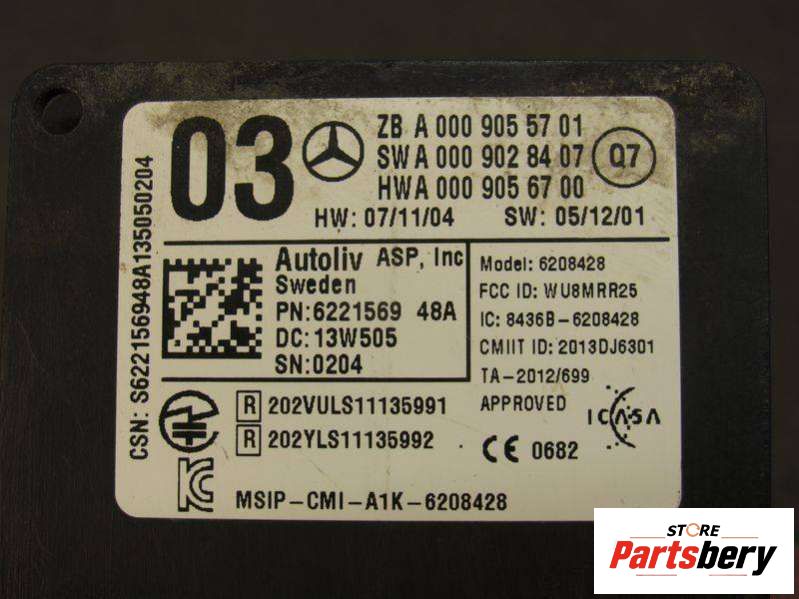 03
ZB A 000 905 57 01
SW A 000 902 84 07
HW A 000 905 67 00
Q7
HW: 07/11/04 SW: 05/12/01
CSN: S622156948A135050204
Autoliv ASP, Inc
Sweden
PN:6221569 48A
DC:13W505
SN:0204
Model: 6208428
FCC ID: WU8MRR25
IC: 8436B-6208428
CMIIT ID: 2013DJ6301
TA-2012/699
APPROVED
ICASA
R 202VULS11135991
R 202YLS11135992
CE 0682
MSIP-CMI-A1K-6208428
STORE
Partsbery